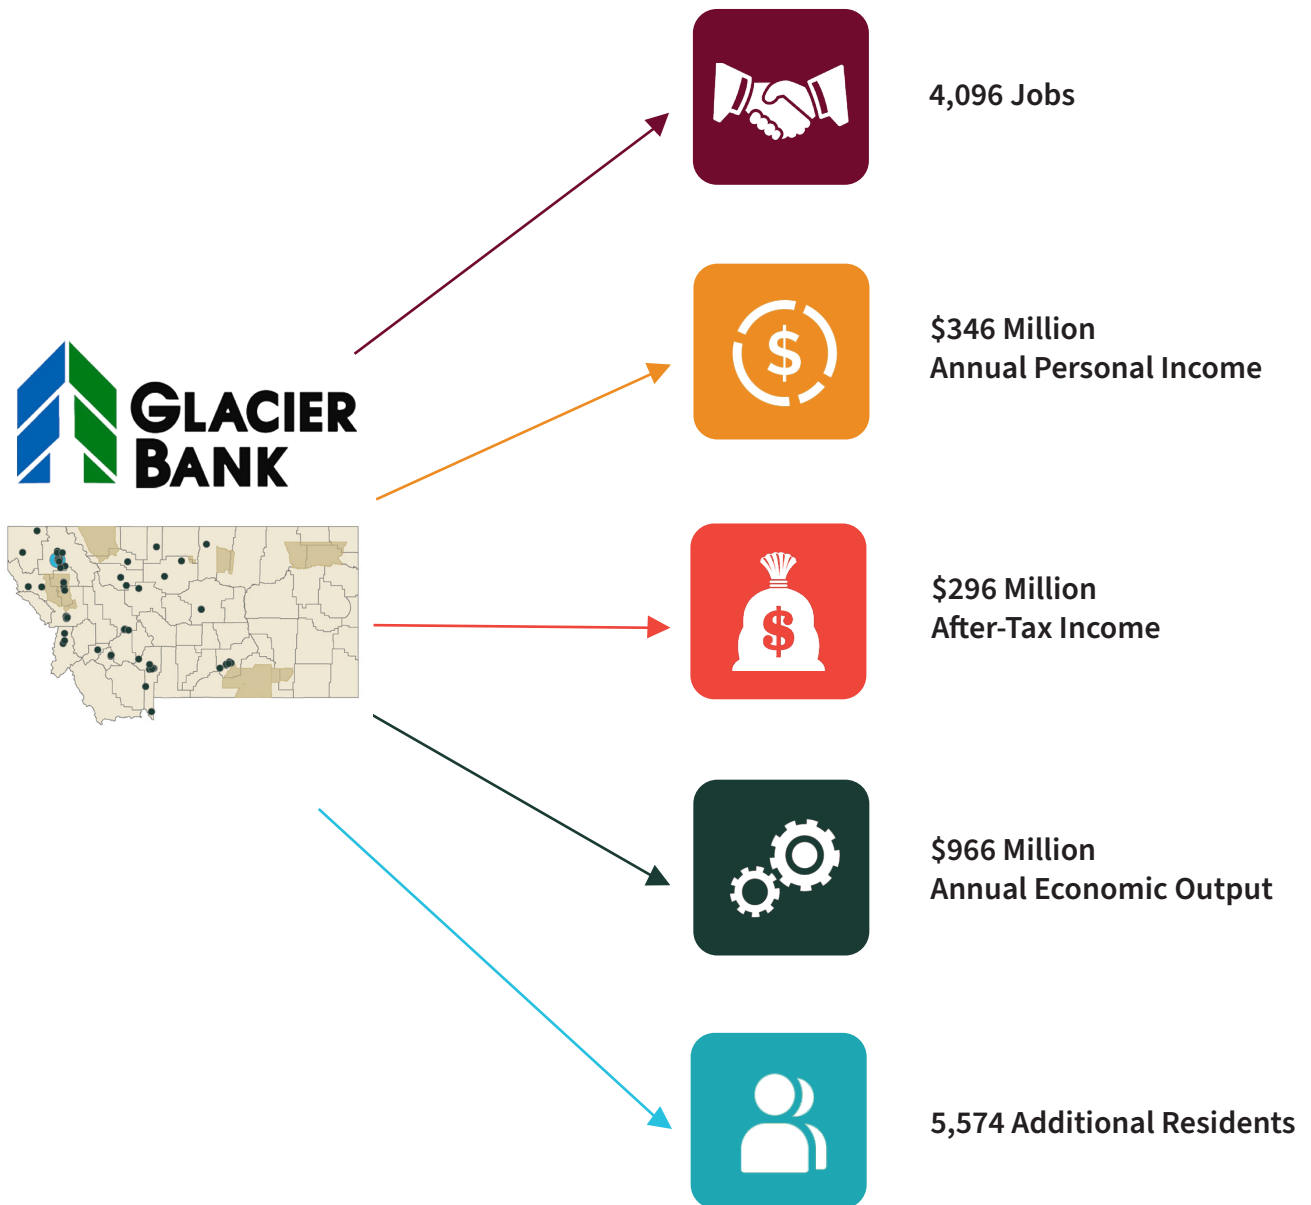 4,096 Jobs
$346 Million
Annual Personal Income
GLACIER
BANK
$296 Million
After-Tax Income
$966 Million
Annual Economic Output
5,574 Additional Residents